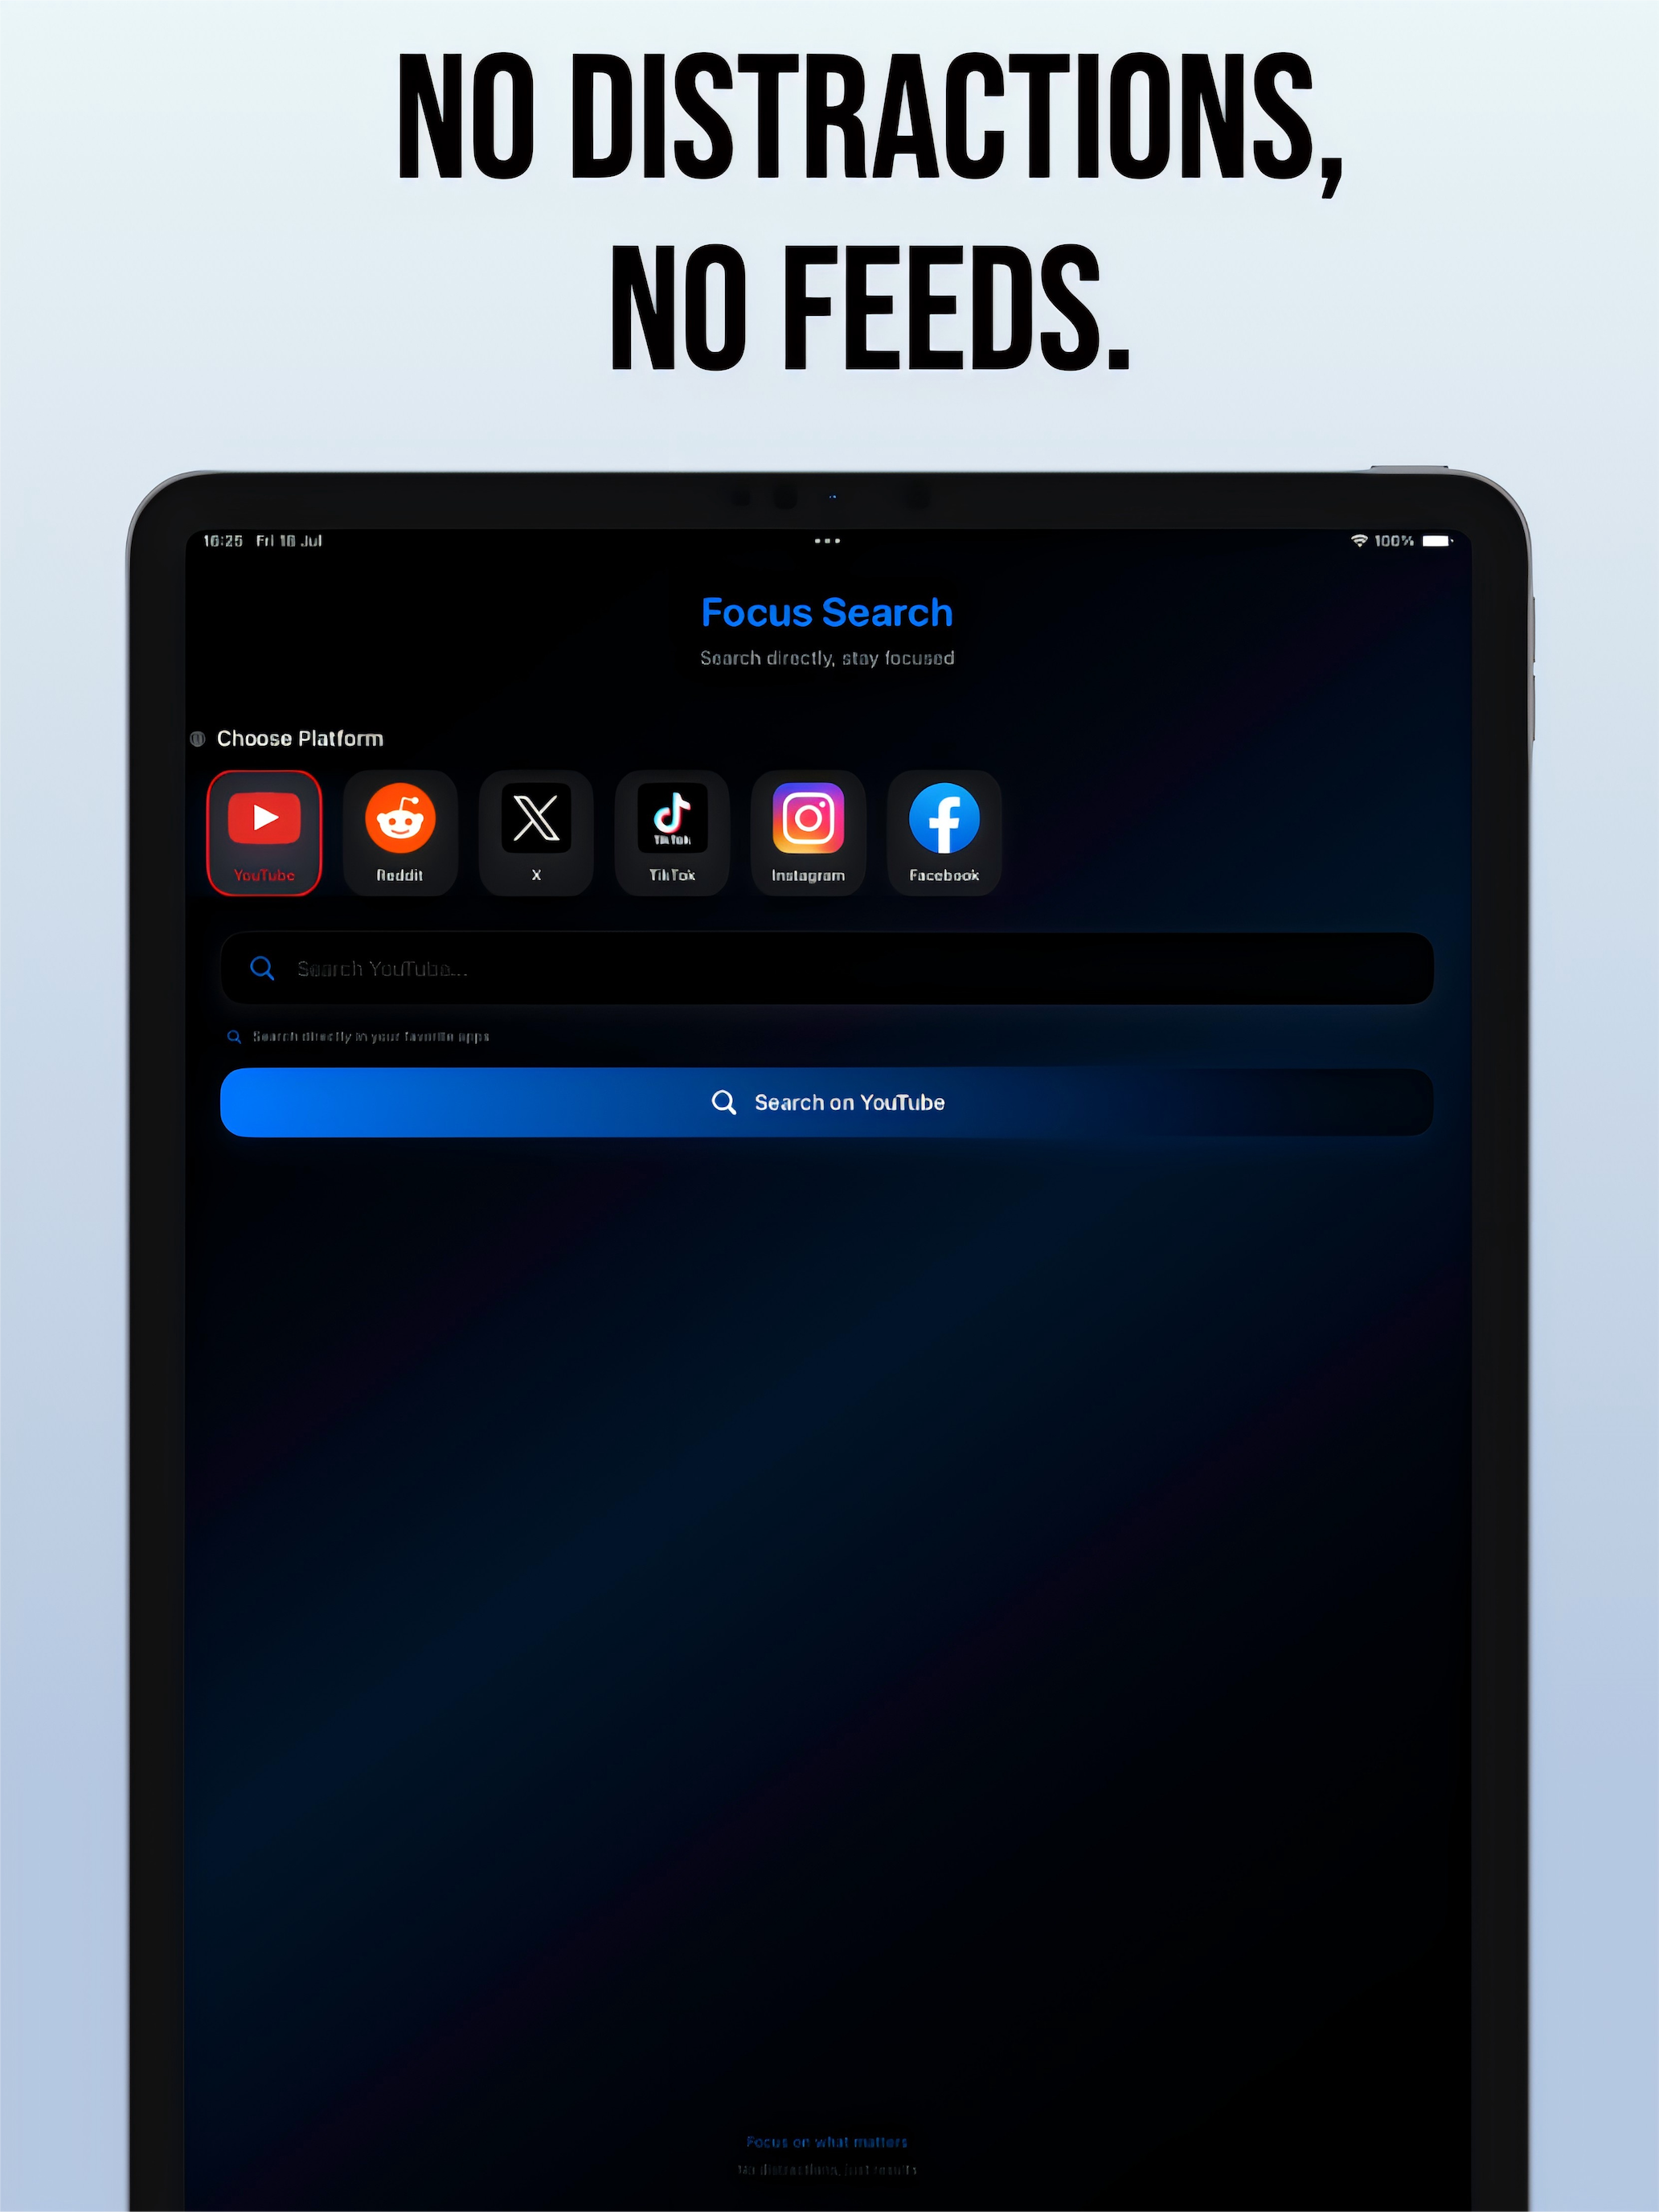 NO DISTRACTIONS,
NO FEEDS.
16:25 Fri 18 Jul
100%
Focus Search
Search directly, stay focused
Choose Platform
TikTok
YouTube Reddit X TikTok Instagram Facebook
Search YouTube...
Search directly in your favorite apps
Search on YouTube
Focus on what matters
No distractions, just results